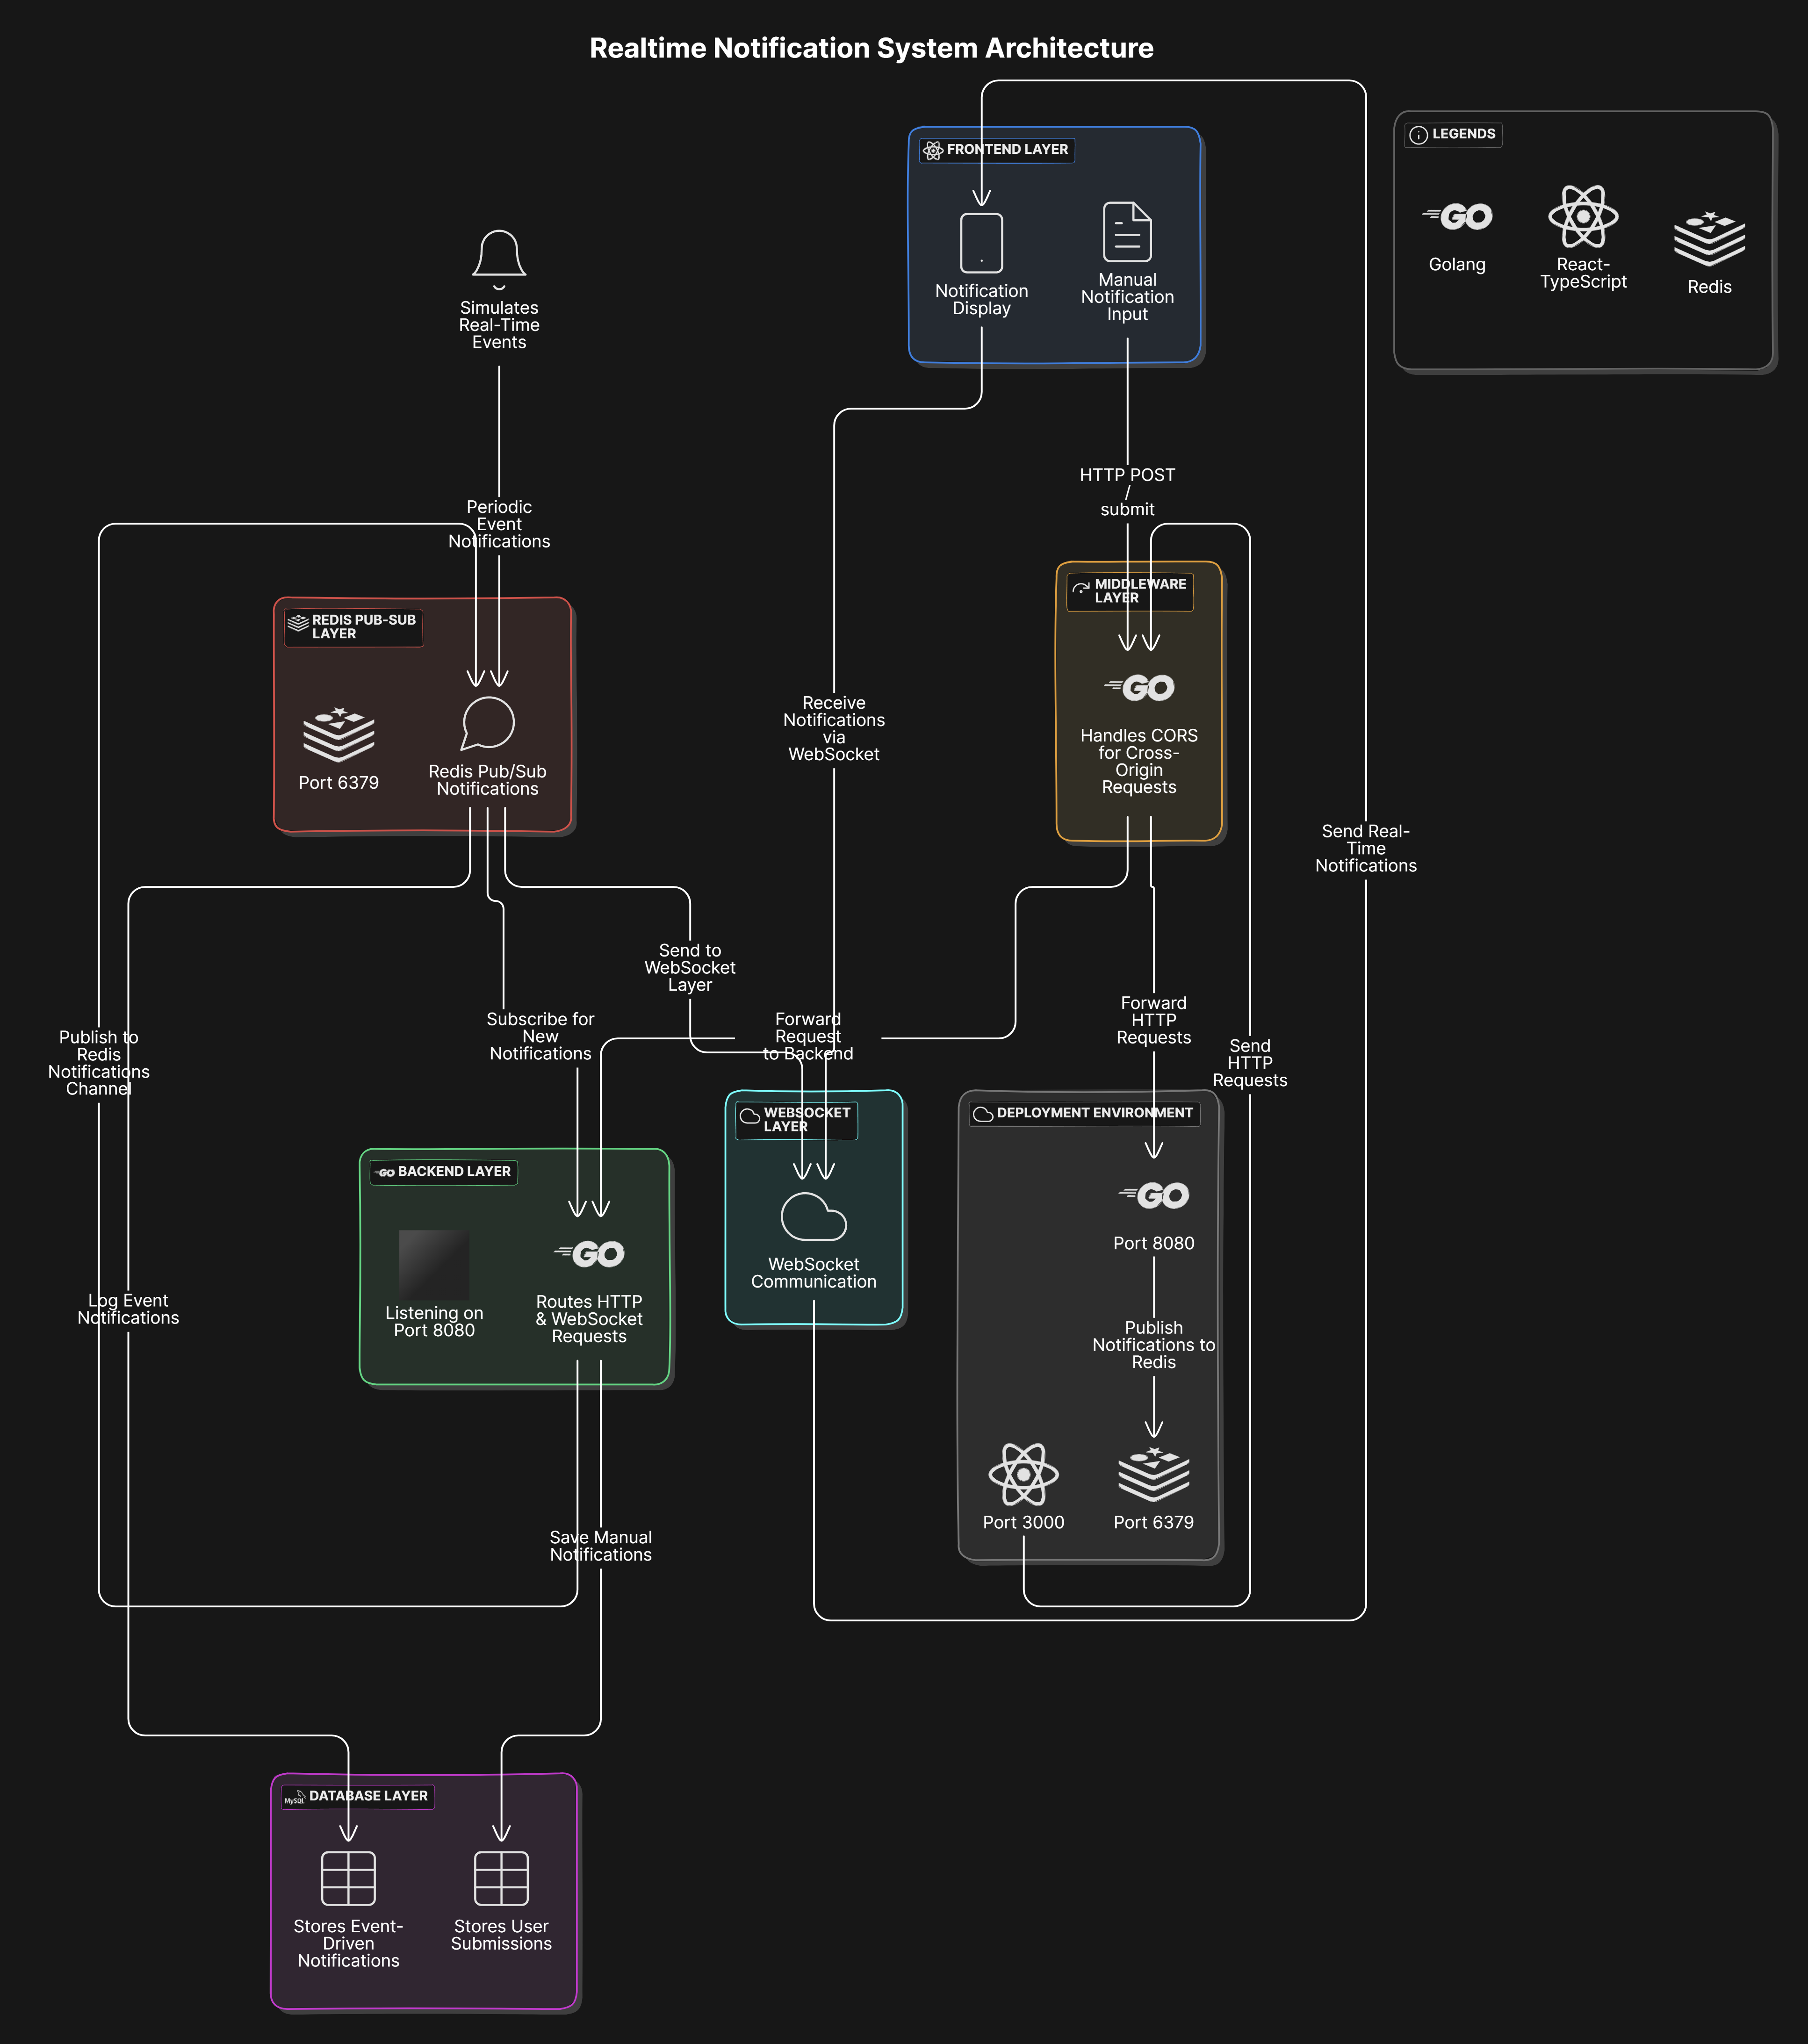 Realtime Notification System Architecture
FRONTEND LAYER
Notification
Display
Manual
Notification
Input
LEGENDS
GO
Golang
React-
TypeScript
Redis
Simulates
Real-Time
Events
Periodic
Event
Notifications
HTTP POST
/
submit
REDIS PUB-SUB
LAYER
Port 6379
Redis Pub/Sub
Notifications
Receive
Notifications
via
WebSocket
MIDDLEWARE
LAYER
GO
Handles CORS
for Cross-
Origin
Requests
Send Real-
Time
Notifications
Send to
WebSocket
Layer
Publish to
Redis
Notifications
Channel
Subscribe for
New
Notifications
Forward
Request
to Backend
Forward
HTTP
Requests
Send
HTTP
Requests
GO BACKEND LAYER
Listening on
Port 8080
GO
Routes HTTP
& WebSocket
Requests
WEBSOCKET
LAYER
WebSocket
Communication
DEPLOYMENT ENVIRONMENT
GO
Port 8080
Publish
Notifications to
Redis
Port 3000
Port 6379
Log Event
Notifications
Save Manual
Notifications
MySQL DATABASE LAYER
Stores Event-
Driven
Notifications
Stores User
Submissions